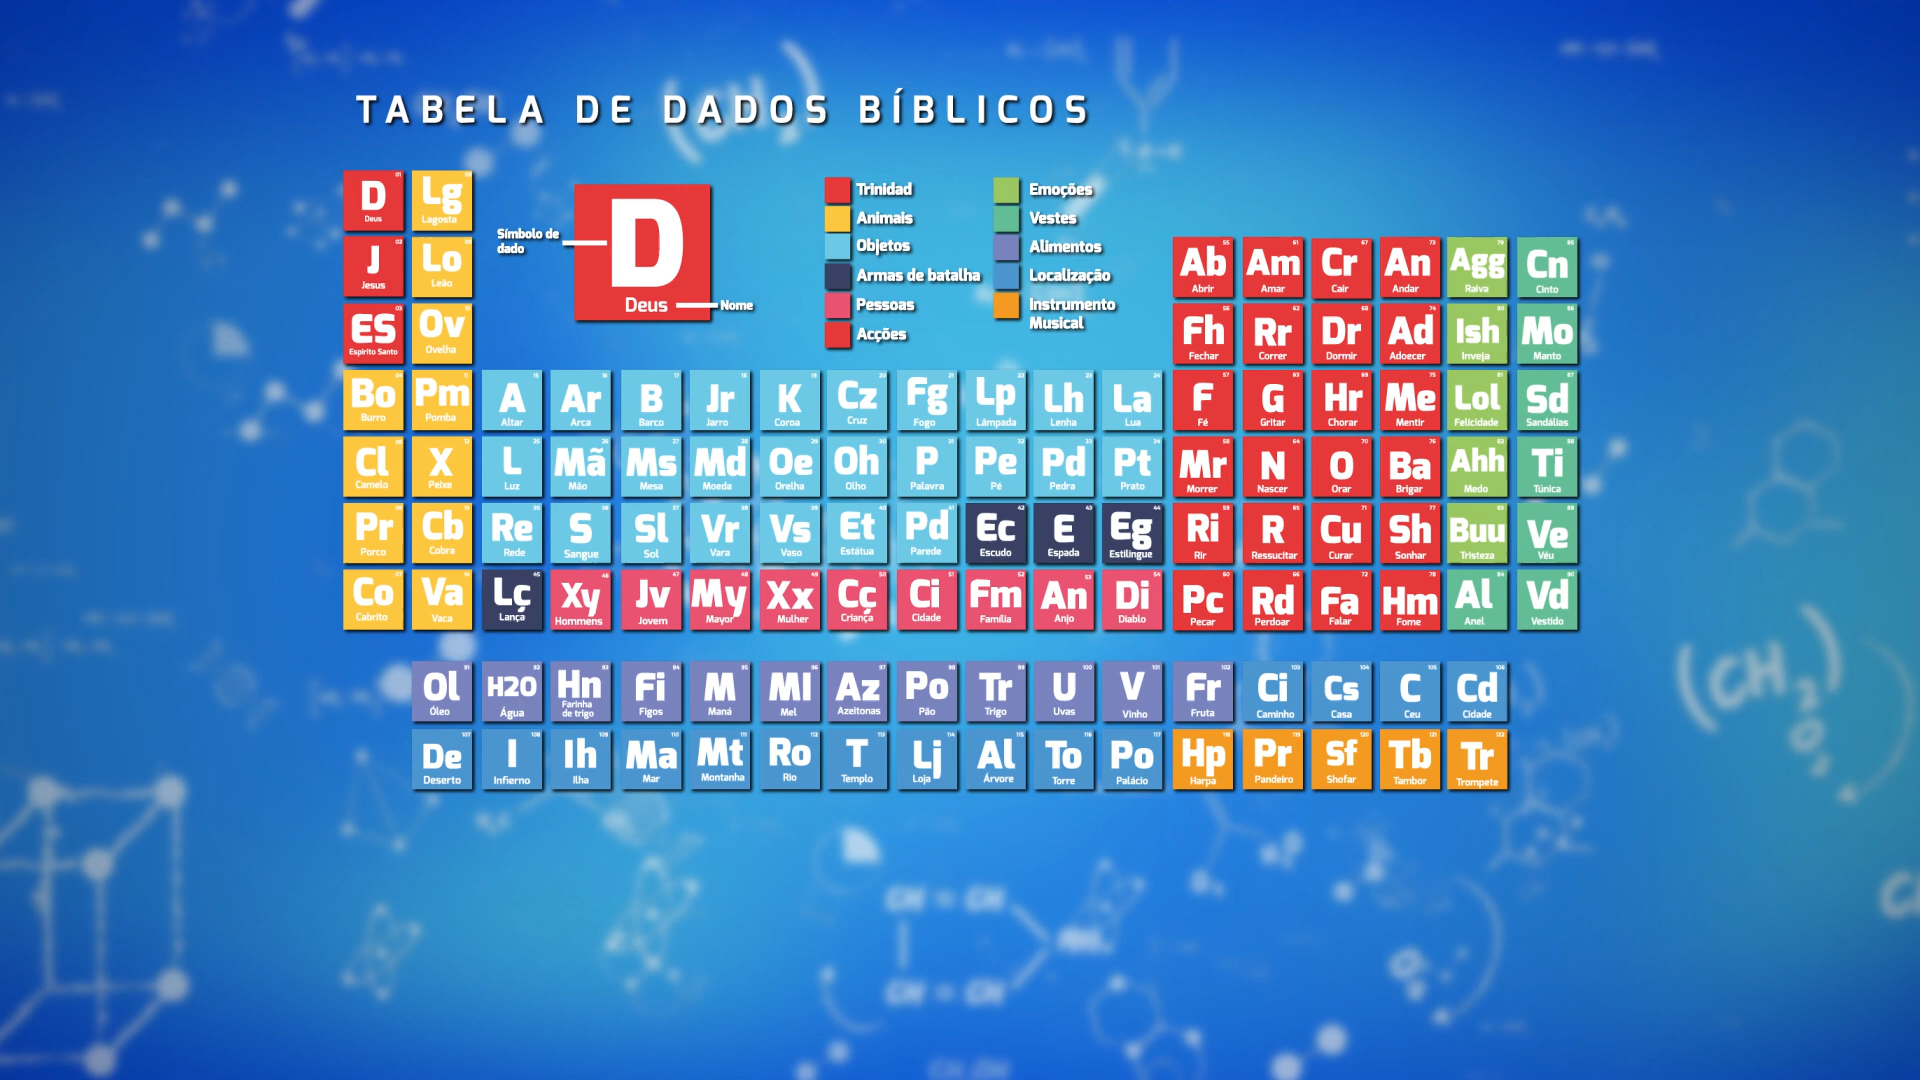 TABELA DE DADOS BÍBLICOS
D
Deus
Lg
Lagosta
Símbolo de
dado
D
Deus
Nome
Trinidad
Animais
Objetos
Armas de batalha
Pessoas
Acções
Emoções
Vestes
Alimentos
Localização
Instrumento
Musical
J
Jesus
Lo
Leão
Ab Am Cr An Agg Cn
Abrir Amar Cair Andar Raiva Cinto
ES
Espirito Santo
Ov
Ovelha
Fh Rr Dr Ad Ish Mo
Fechar Correr Dormir Adoecer Inveja Manto
Bo Pm A Ar B Jr K Cz Fg Lp Lh La F G Hr Me Lol Sd
Burro Pomba Altar Arca Barco Jarro Coroa Cruz Fogo Lâmpada Lenha Lua Fé Gritar Chorar Mentir Felicidade Sandálias
Cl X L Mã Ms Md Oe Oh P Pe Pd Pt Mr N O Ba Ahh Ti
Camelo Peixe Luz Mão Mesa Moeda Orelha Olho Palavra Pé Pedra Prato Morrer Nascer Orar Brigar Medo Túnica
Pr Cb Re S Sl Vr Vs Et Pd Ec E Eg Ri R Cu Sh Buu Ve
Porco Cobra Rede Sangue Sol Vara Vaso Estátua Parede Escudo Espada Estilingue Rir Ressucitar Curar Sonhar Tristeza Véu
Co Va Lç Xy Jv My Xx Cç Ci Fm An Di Pc Rd Fa Hm Al Vd
Cabrito Vaca Lança Hommens Jovem Mayor Mulher Criança Cidade Família Anjo Diablo Pecar Perdoar Falar Fome Anel Vestido
Ol H2O Hn Fi M Ml Az Po Tr U V Fr Ci Cs C Cd
Óleo Água Farinha de trigo Figos Maná Mel Azeitonas Pão Trigo Uvas Vinho Fruta Caminho Casa Ceu Cidade
De I Ih Ma Mt Ro T Lj Al To Po Hp Pr Sf Tb Tr
Deserto Infierno Ilha Mar Montanha Rio Templo Loja Árvore Torre Palácio Harpa Pandeiro Shofar Tambor Trompete